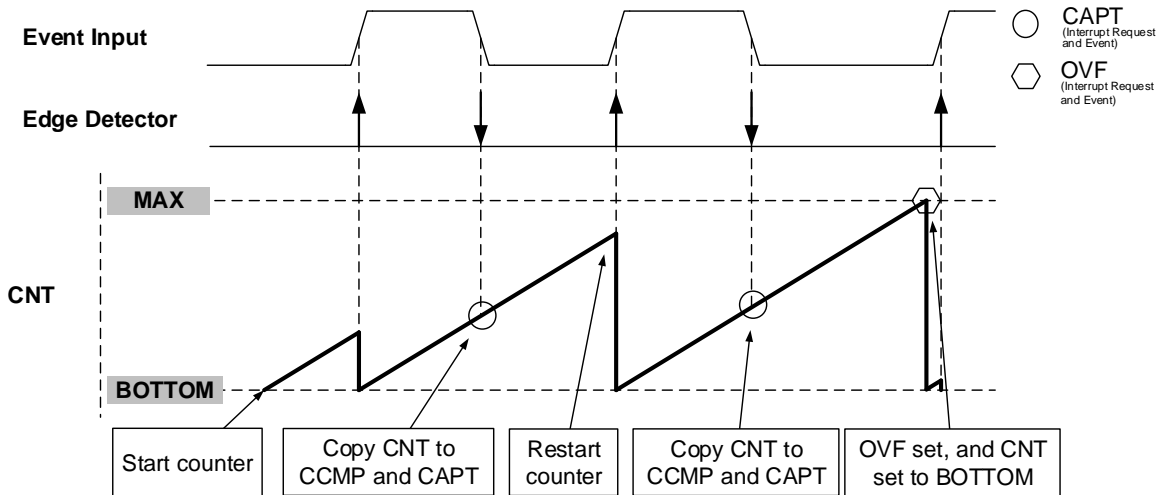 Event Input
CAPT
(Interrupt Request
and Event)
OVF
(Interrupt Request
and Event)
Edge Detector
MAX
CNT
BOTTOM
Start counter
Copy CNT to
CCMP and CAPT
Restart
counter
Copy CNT to
CCMP and CAPT
OVF set, and CNT
set to BOTTOM